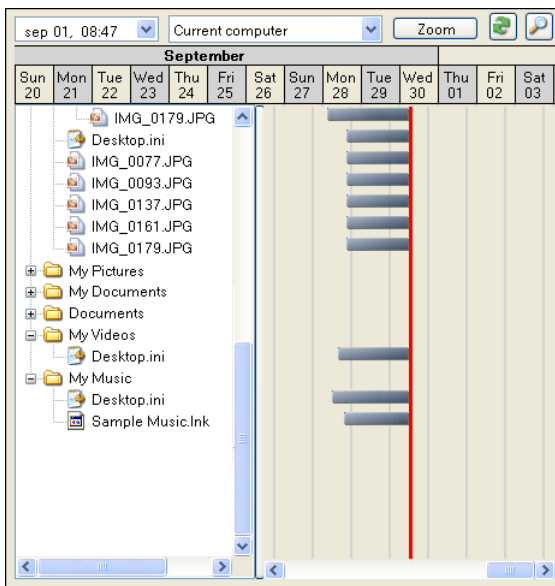 sep 01, 08:47 Current computer Zoom
September
Sun Mon Tue Wed Thu Fri Sat Sun Mon Tue Wed Thu Fri Sat
20 21 22 23 24 25 26 27 28 29 30 01 02 03
IMG_0179.JPG
Desktop.ini
IMG_0077.JPG
IMG_0093.JPG
IMG_0137.JPG
IMG_0161.JPG
IMG_0179.JPG
My Pictures
My Documents
Documents
My Videos
Desktop.ini
My Music
Desktop.ini
Sample Music.lnk